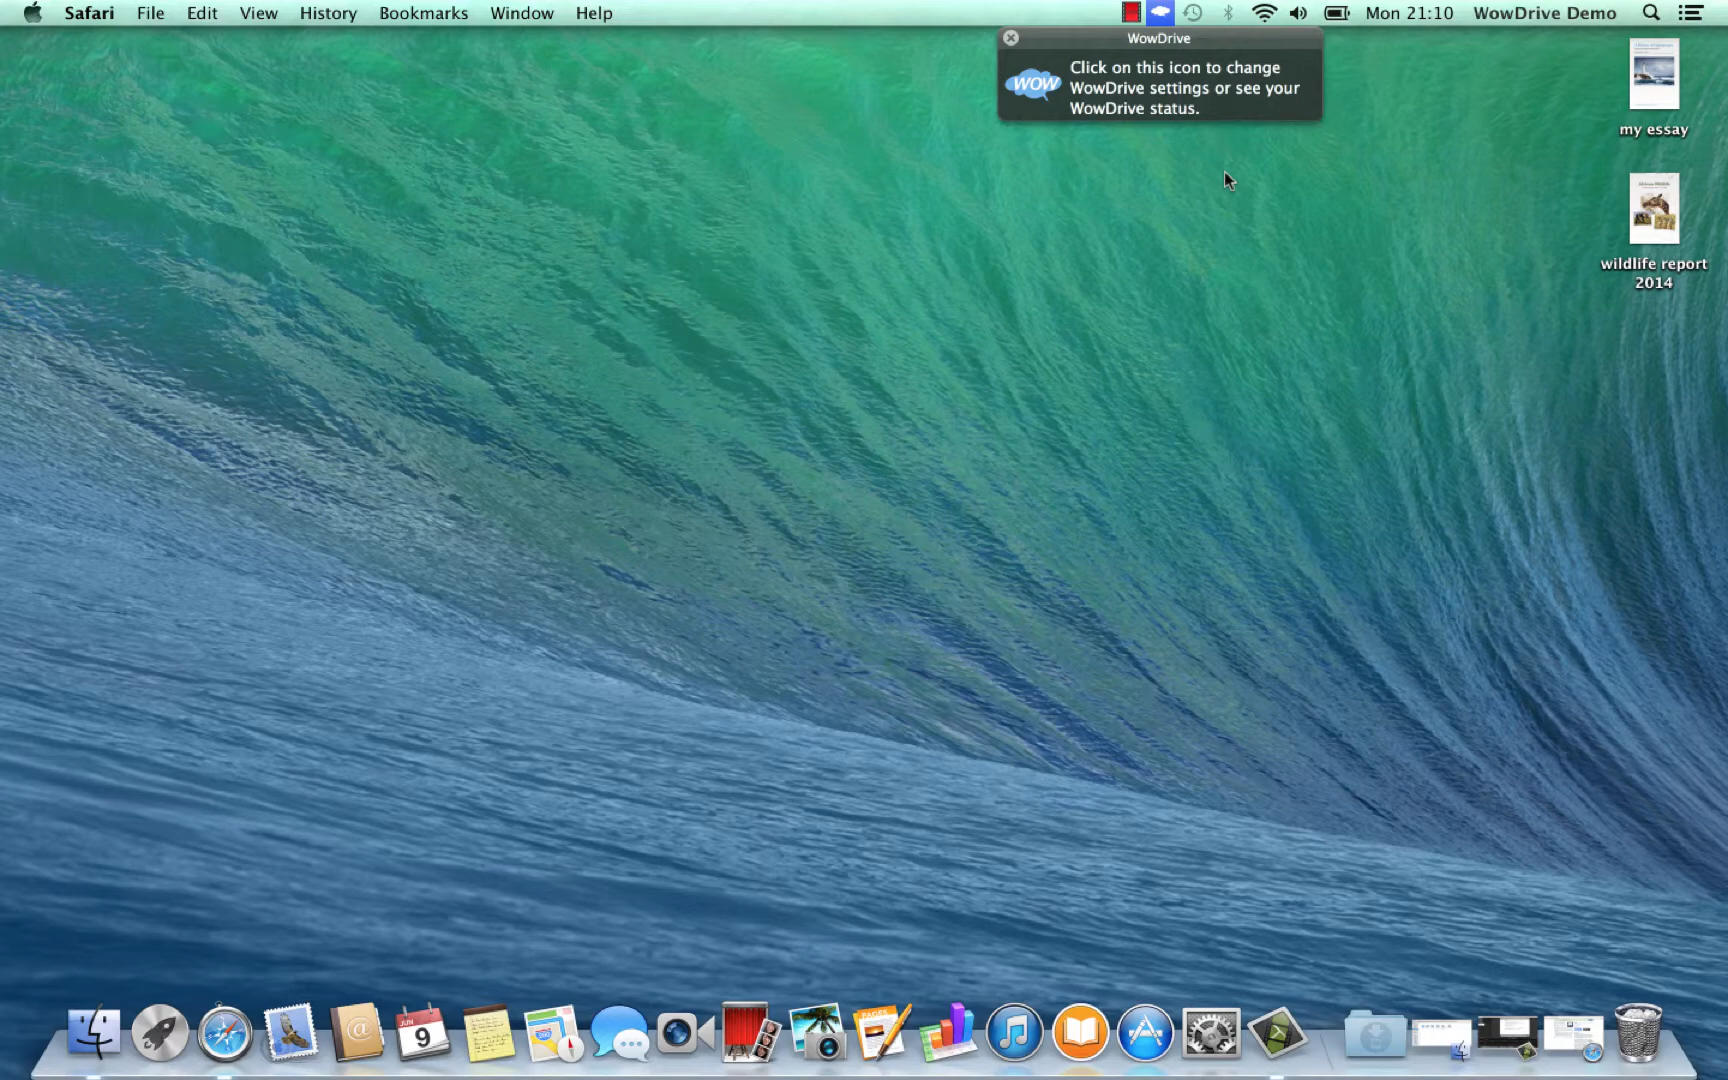 Safari File Edit View History Bookmarks Window Help Mon 21:10 WowDrive Demo
WowDrive
WOW
Click on this icon to change
WowDrive settings or see your
WowDrive status.
my essay
wildlife report
2014
JUN
9